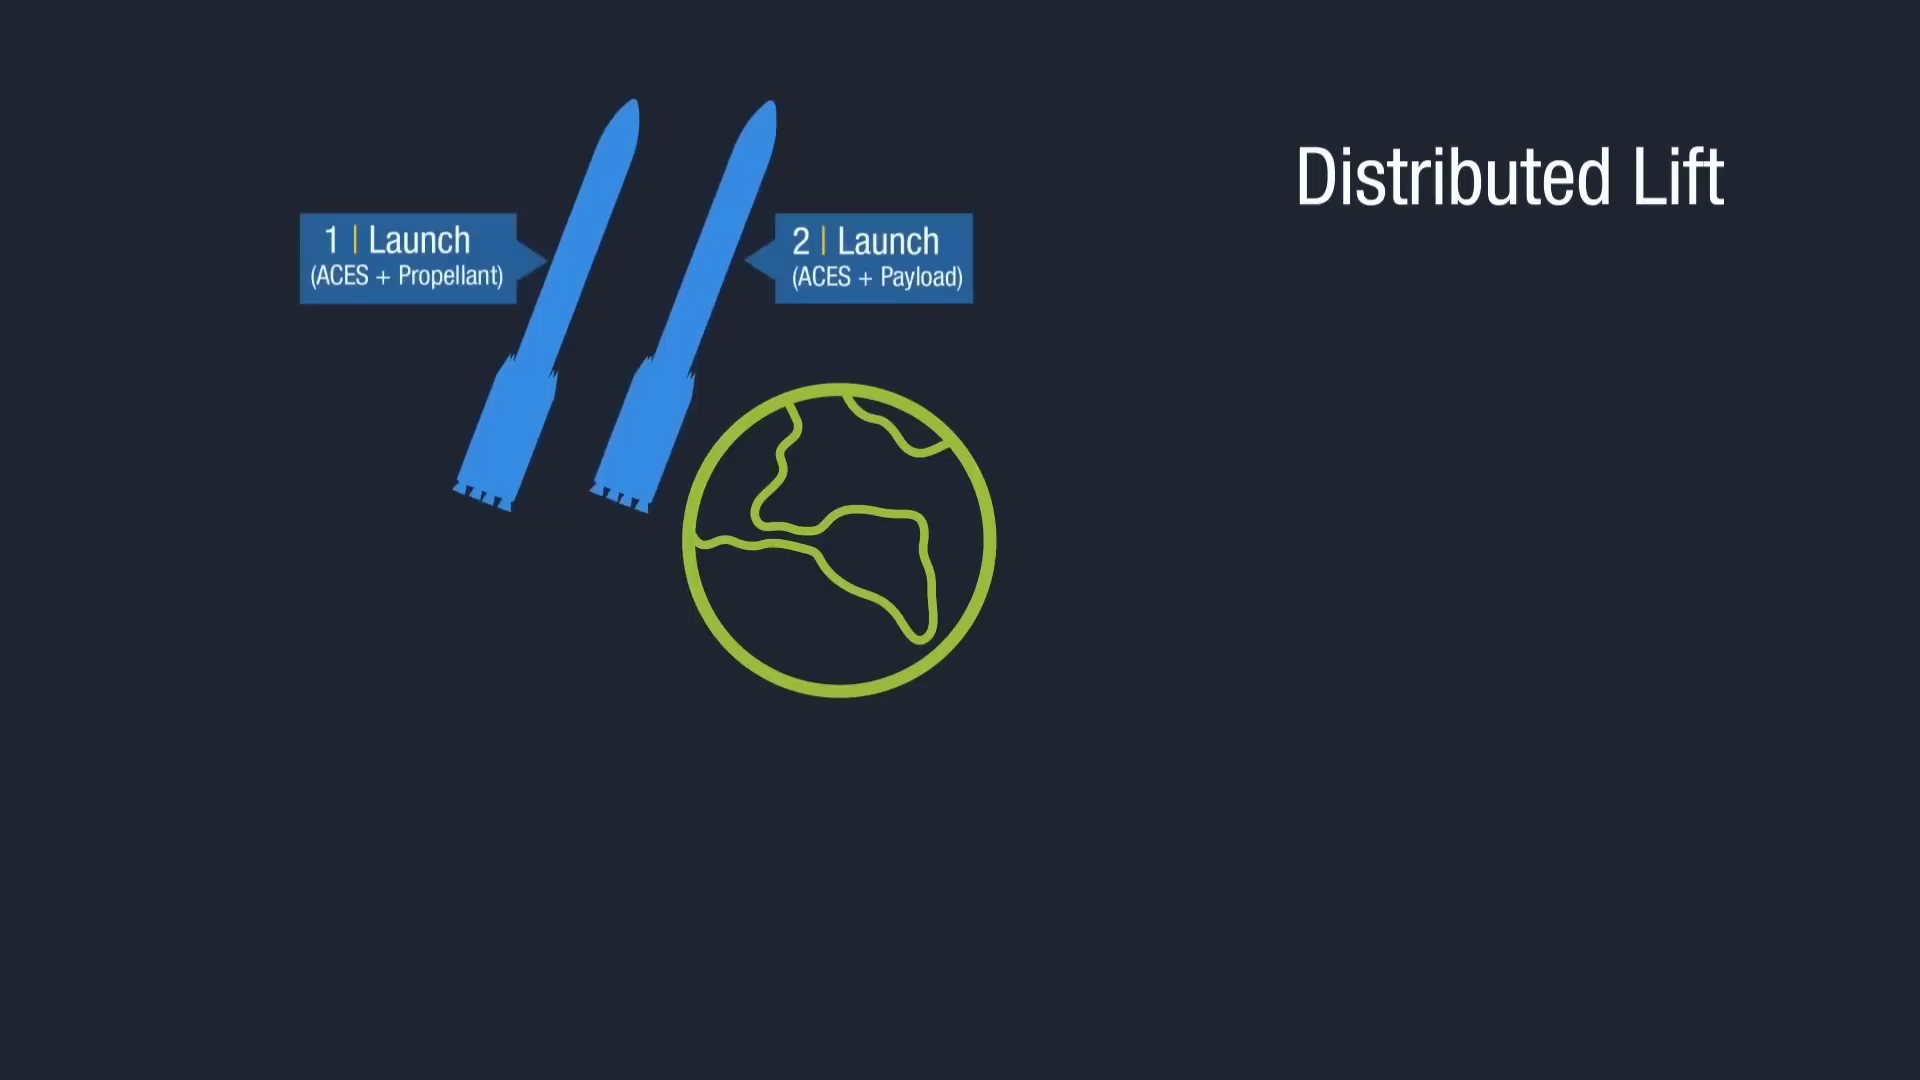 Distributed Lift
1 | Launch
(ACES + Propellant)
2 | Launch
(ACES + Payload)